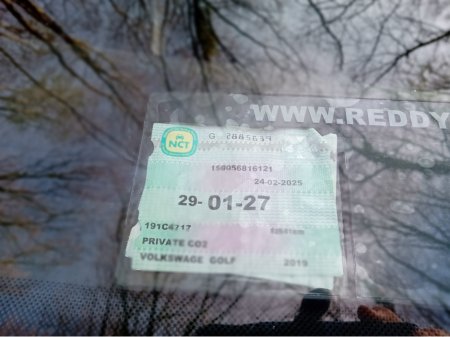 WWW.REDDY
NCT
G 2885839
150056816121
24-02-2025
29-01-27
191C4717
PRIVATE CO2
VOLKSWAGE GOLF 2019